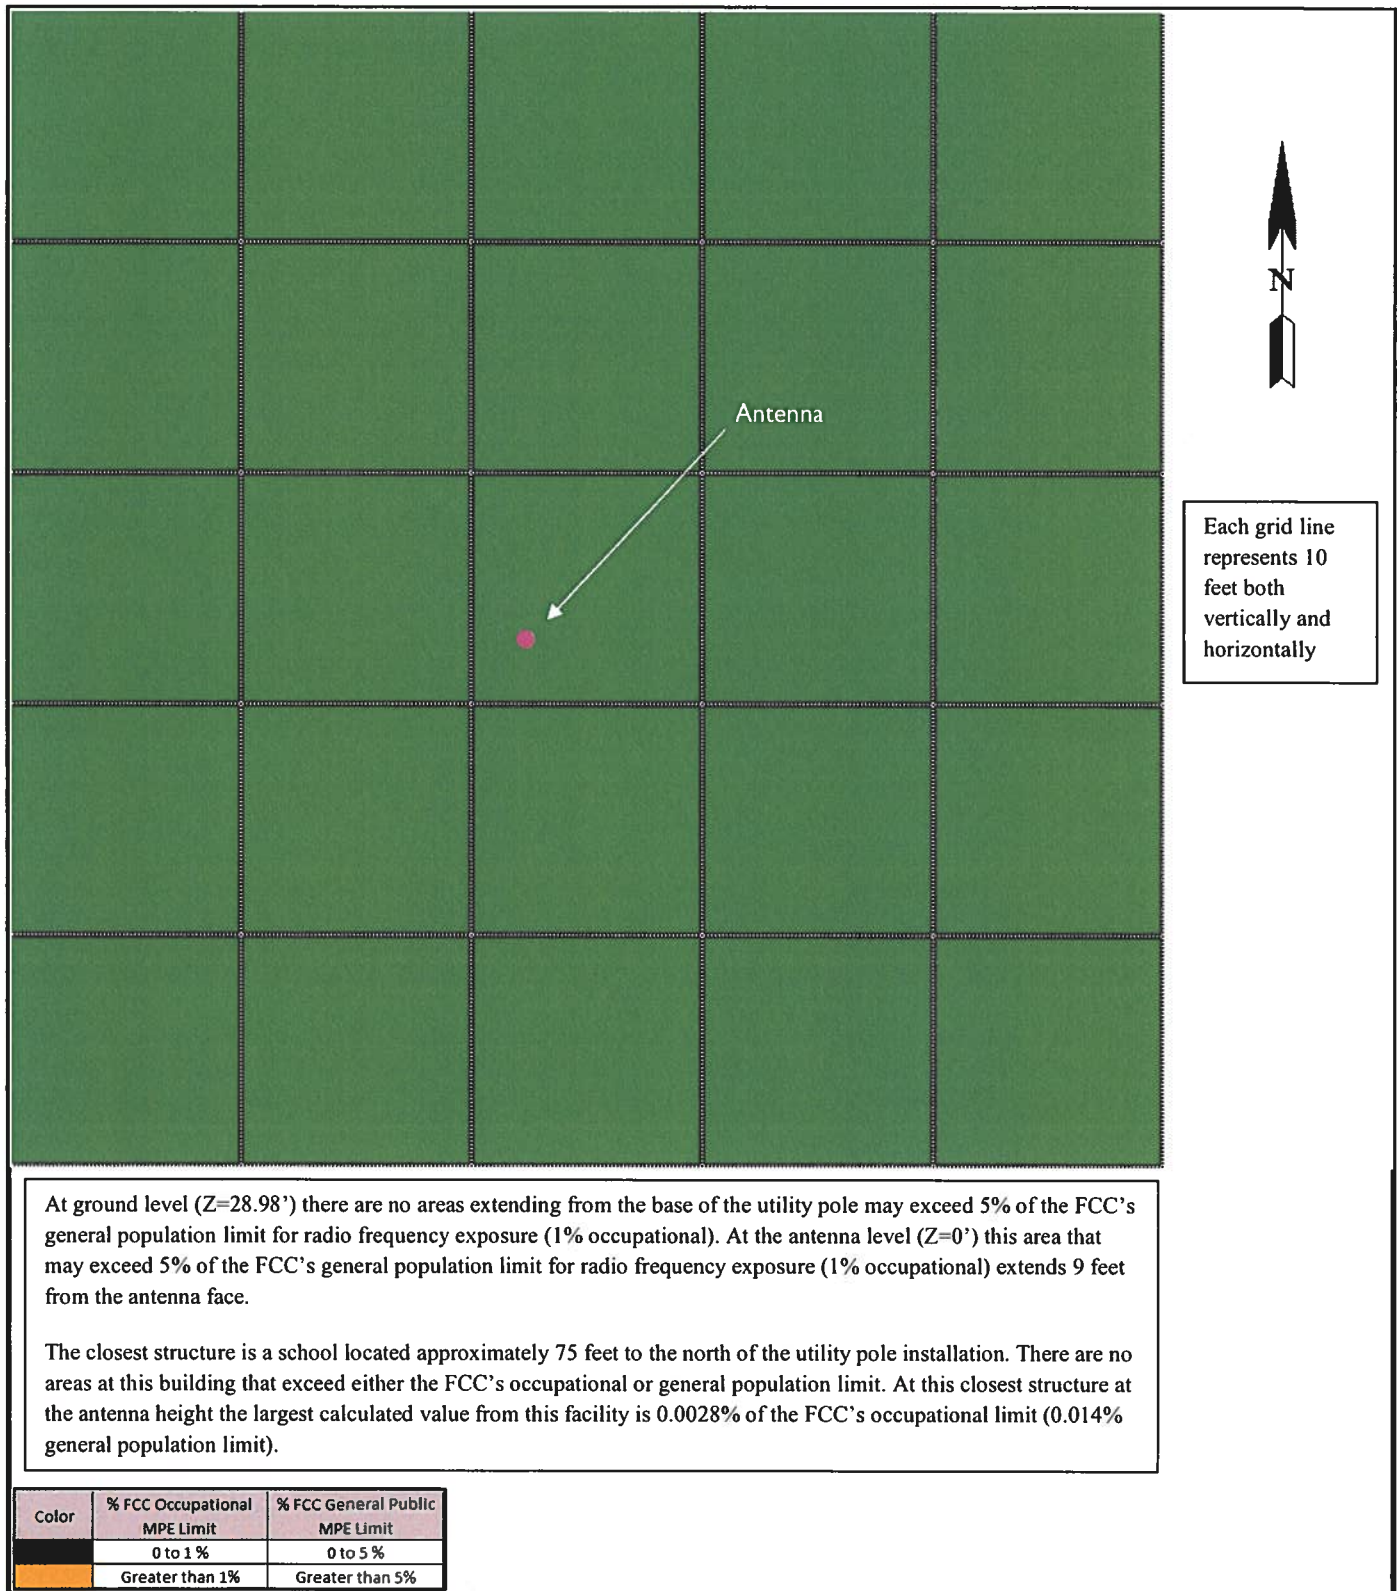 Antenna
N
Each grid line
represents 10
feet both
vertically and
horizontally
At ground level (Z=28.98’) there are no areas extending from the base of the utility pole may exceed 5% of the FCC’s
general population limit for radio frequency exposure (1% occupational). At the antenna level (Z=0’) this area that
may exceed 5% of the FCC’s general population limit for radio frequency exposure (1% occupational) extends 9 feet
from the antenna face.
The closest structure is a school located approximately 75 feet to the north of the utility pole installation. There are no
areas at this building that exceed either the FCC’s occupational or general population limit. At this closest structure at
the antenna height the largest calculated value from this facility is 0.0028% of the FCC’s occupational limit (0.014%
general population limit).
Color % FCC Occupational MPE Limit % FCC General Public MPE Limit
0 to 1 % 0 to 5 %
Greater than 1% Greater than 5%